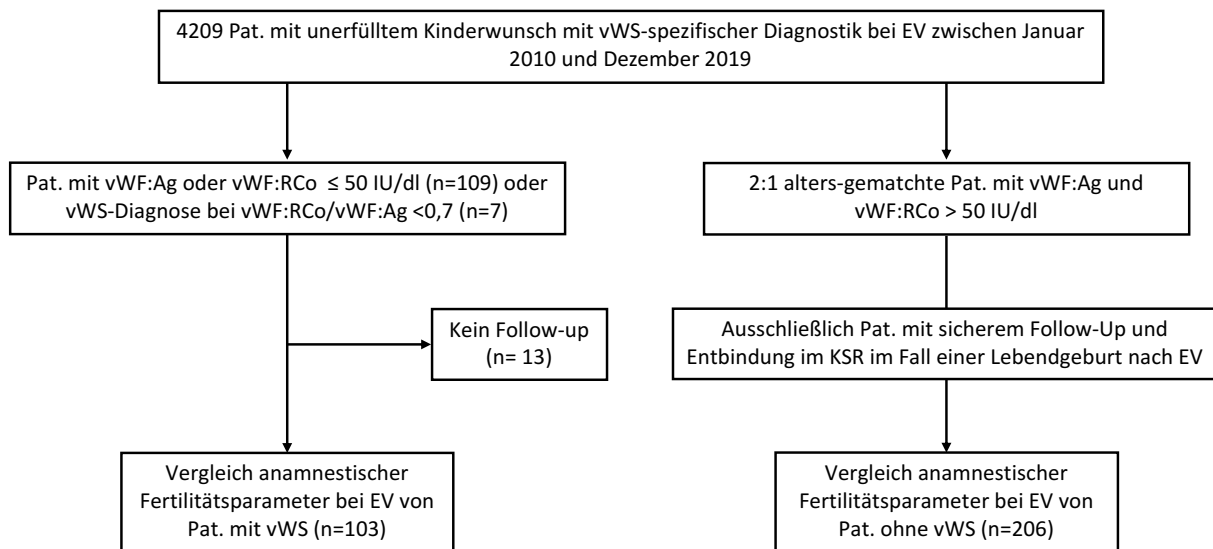 4209 Pat. mit unerfülltem Kinderwunsch mit vWS-spezifischer Diagnostik bei EV zwischen Januar
2010 und Dezember 2019
Pat. mit vWF:Ag oder vWF:RCo ≤ 50 IU/dl (n=109) oder
vWS-Diagnose bei vWF:RCo/vWF:Ag <0,7 (n=7)
2:1 alters-gematchte Pat. mit vWF:Ag und
vWF:RCo > 50 IU/dl
Kein Follow-up
(n= 13)
Ausschließlich Pat. mit sicherem Follow-Up und
Entbindung im KSR im Fall einer Lebendgeburt nach EV
Vergleich anamnestischer
Fertilitätsparameter bei EV von
Pat. mit vWS (n=103)
Vergleich anamnestischer
Fertilitätsparameter bei EV von
Pat. ohne vWS (n=206)